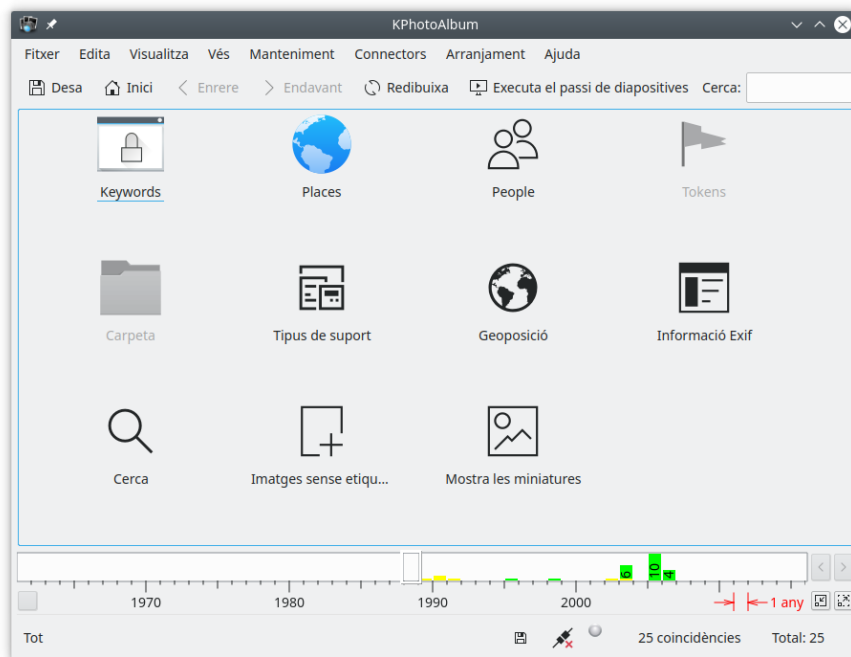 KPhotoAlbum
Fitxer Edita Visualitza Vés Manteniment Connectors Arranjament Ajuda
Desa Inici Enrere Endavant Redibuixa Executa el passi de diapositives Cerca:
Keywords Places People Tokens
Carpeta Tipus de suport Geoposició Informació Exif
Cerca Imatges sense etiqu... Mostra les miniatures
6 10 4
1970 1980 1990 2000 1 any
Tot 25 coincidències Total: 25